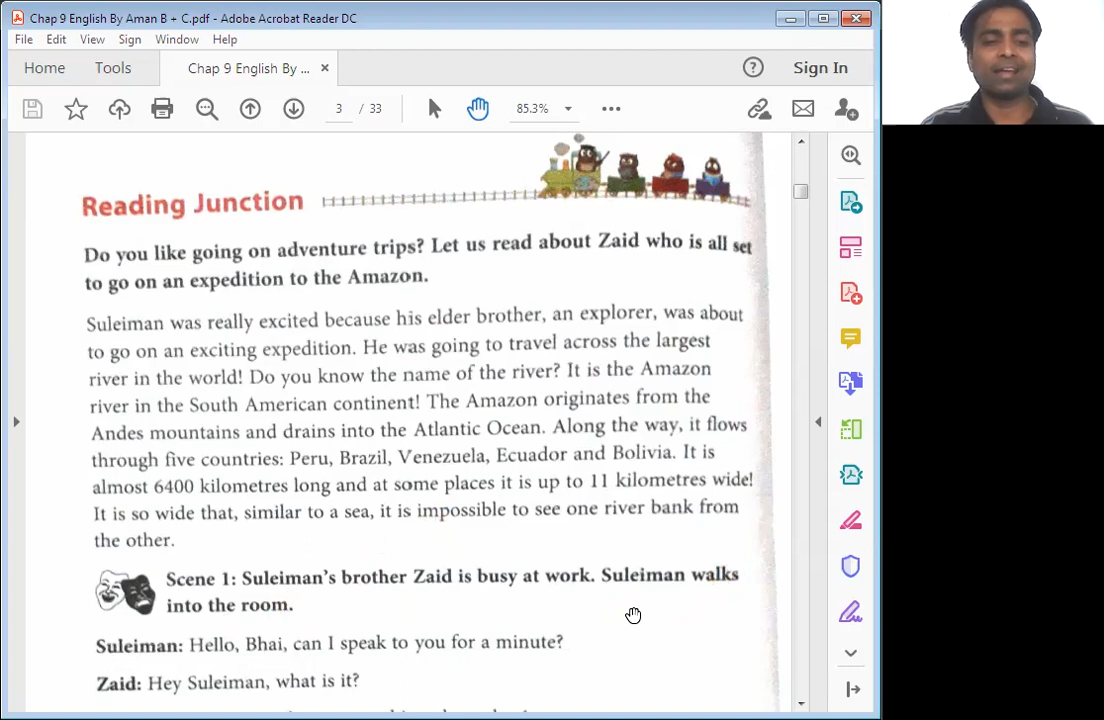 Chap 9 English By Aman B + C.pdf - Adobe Acrobat Reader DC
File Edit View Sign Window Help
Home Tools Chap 9 English By ... × Sign In
3 / 33 85.3%
Reading Junction
Do you like going on adventure trips? Let us read about Zaid who is all set
to go on an expedition to the Amazon.
Suleiman was really excited because his elder brother, an explorer, was about
to go on an exciting expedition. He was going to travel across the largest
river in the world! Do you know the name of the river? It is the Amazon
river in the South American continent! The Amazon originates from the
Andes mountains and drains into the Atlantic Ocean. Along the way, it flows
through five countries: Peru, Brazil, Venezuela, Ecuador and Bolivia. It is
almost 6400 kilometres long and at some places it is up to 11 kilometres wide!
It is so wide that, similar to a sea, it is impossible to see one river bank from
the other.
Scene 1: Suleiman's brother Zaid is busy at work. Suleiman walks
into the room.
Suleiman: Hello, Bhai, can I speak to you for a minute?
Zaid: Hey Suleiman, what is it?